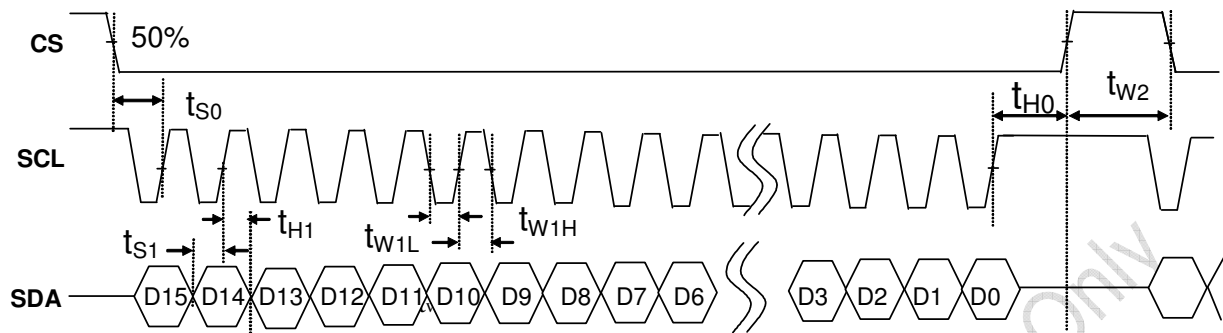 CS
50%
tS0
tH0
tW2
SCL
tS1
tH1
tW1L
tW1H
SDA
D15
D14
D13
D12
D11
D10
D9
D8
D7
D6
D3
D2
D1
D0
Only